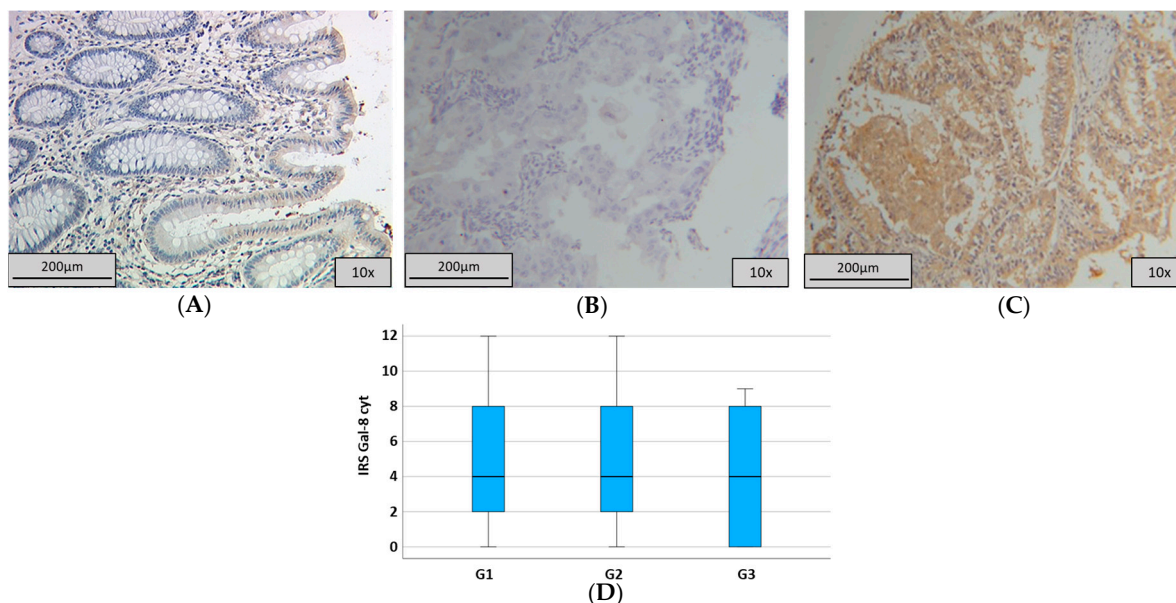 200μm
10x
200μm
10x
200μm
10x
(A)
(B)
(C)
IRS Gal-8 cyt
12
10
8
6
4
2
0
G1
G2
G3
(D)